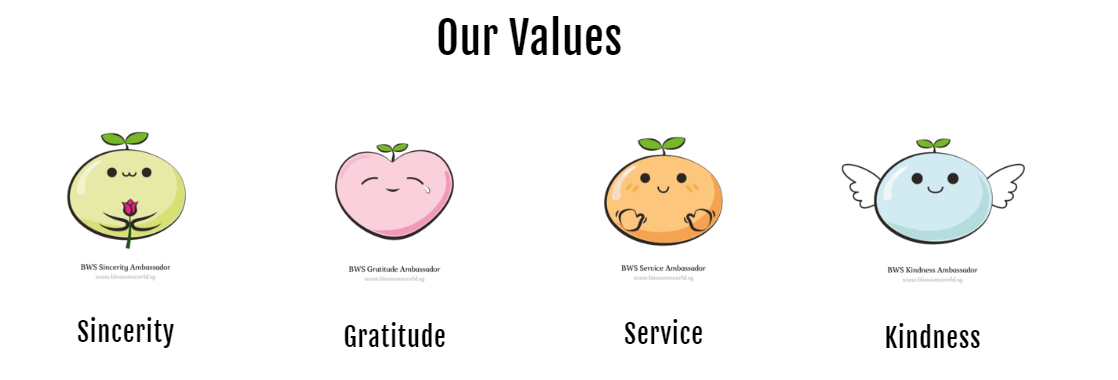 Our Values
BWS Sincerity Ambassador
www.blossomworld.sg
BWS Gratitude Ambassador
www.blossomworld.sg
BWS Service Ambassador
www.blossomworld.sg
BWS Kindness Ambassador
www.blossomworld.sg
Sincerity
Gratitude
Service
Kindness